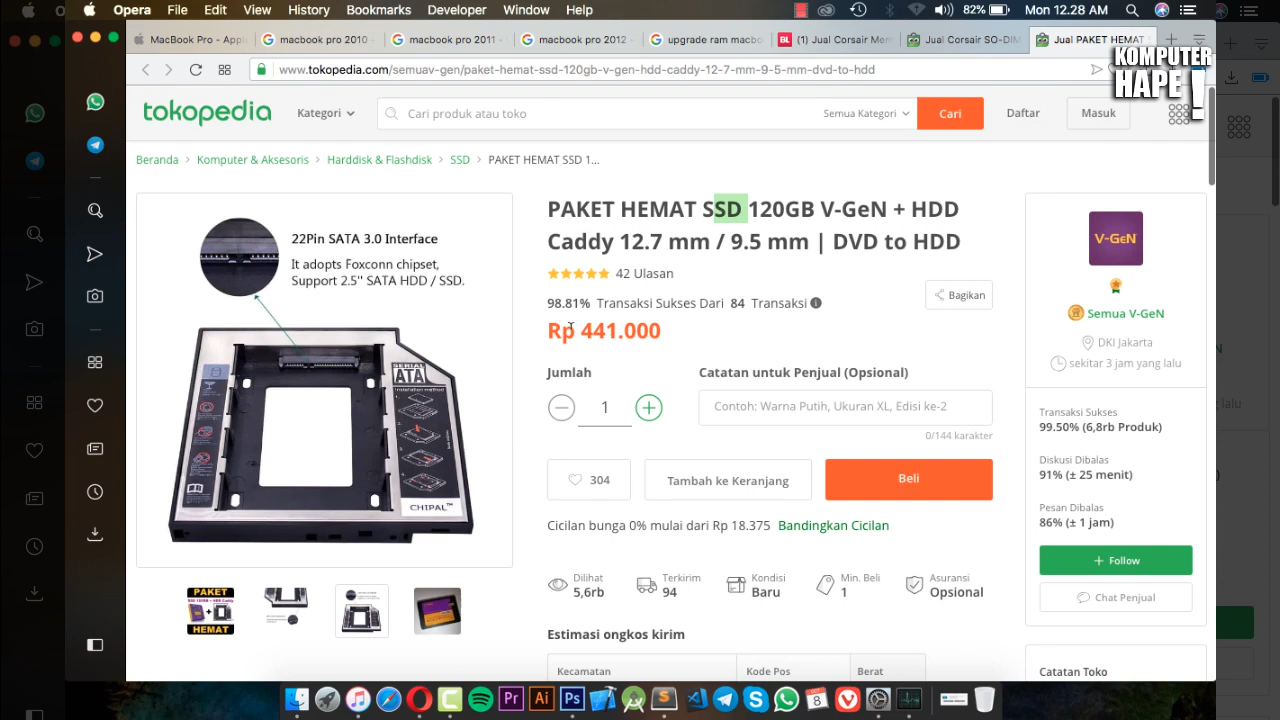 Opera File Edit View History Bookmarks Developer Window Help
82% Mon 12.28 AM
MacBook Pro - Appl
macbook pro 2010 -
macbook pro 2011 -
macbook pro 2012 -
upgrade ram macbo
BL (1) Jual Corsair Mem
Jual Corsair SO-DIM
Jual PAKET HEMAT
KOMPUTER
HAPE!
www.tokopedia.com/semuav-gen/paket-hemat-ssd-120gb-v-gen-hdd-caddy-12-7-mm-9-5-mm-dvd-to-hdd
tokopedia
Kategori
Cari produk atau toko
Semua Kategori
Cari
Daftar
Masuk
Beranda > Komputer & Aksesoris > Harddisk & Flashdisk > SSD > PAKET HEMAT SSD 1...
22Pin SATA 3.0 Interface
It adopts Foxconn chipset,
Support 2.5'' SATA HDD / SSD.
SERIAL
ATA
CHIPAL™
PAKET
HEMAT
PAKET HEMAT SSD 120GB V-GeN + HDD
Caddy 12.7 mm / 9.5 mm | DVD to HDD
42 Ulasan
98.81% Transaksi Sukses Dari 84 Transaksi
Bagikan
Rp 441.000
Jumlah
1
Catatan untuk Penjual (Opsional)
Contoh: Warna Putih, Ukuran XL, Edisi ke-2
0/144 karakter
304
Tambah ke Keranjang
Beli
Cicilan bunga 0% mulai dari Rp 18.375 Bandingkan Cicilan
Dilihat
5,6rb
Terkirim
94
Kondisi
Baru
Min. Beli
1
Asuransi
Opsional
Estimasi ongkos kirim
Kecamatan
Kode Pos
Berat
V-GeN
Semua V-GeN
DKI Jakarta
sekitar 3 jam yang lalu
Transaksi Sukses
99.50% (6,8rb Produk)
Diskusi Dibalas
91% (± 25 menit)
Pesan Dibalas
86% (± 1 jam)
+ Follow
Chat Penjual
Catatan Toko
Pr
Ai
Ps
8